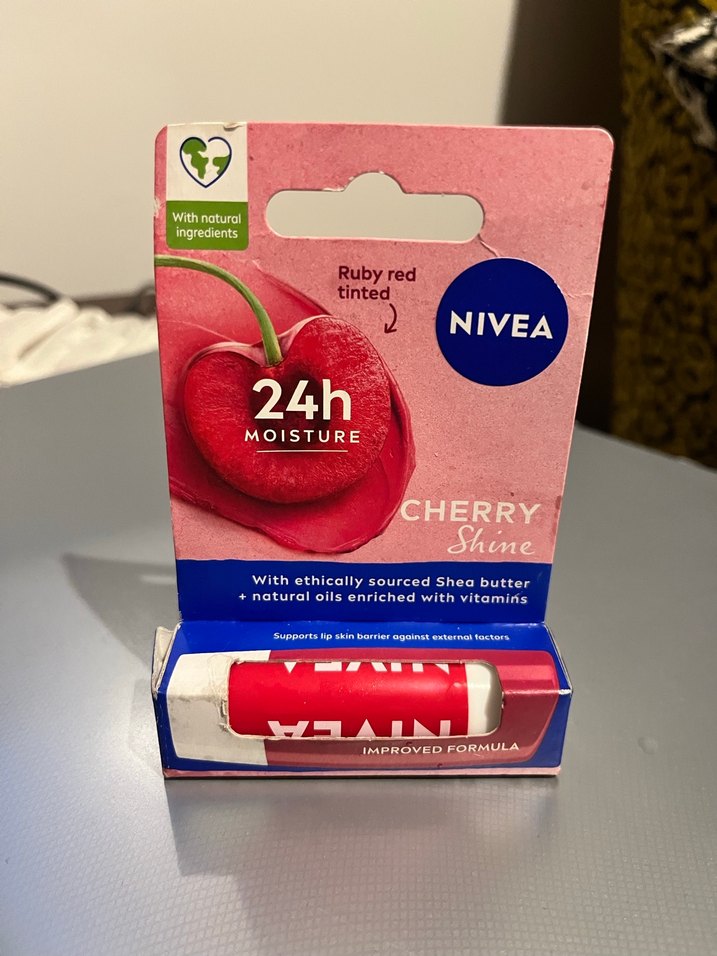 With natural
ingredients
Ruby red
tinted
NIVEA
24h
MOISTURE
CHERRY
Shine
With ethically sourced Shea butter
+ natural oils enriched with vitamins
Supports lip skin barrier against external factors
NIVEA
NIVEA
IMPROVED FORMULA